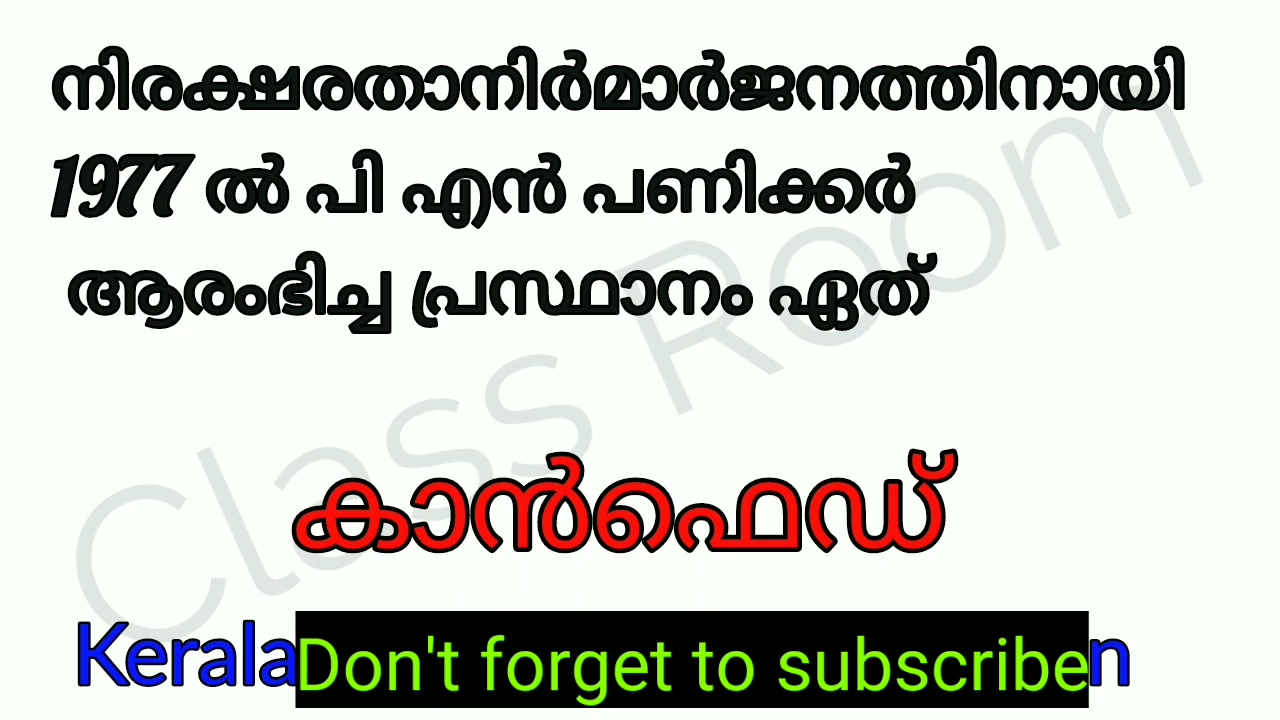 നിരക്ഷരതാനിർമാർജനത്തിനായി
1977 ൽ പി എൻ പണിക്കർ
ആരംഭിച്ച പ്രസ്ഥാനം ഏത്
Class Room
കാൻഫെഡ്
Kerala
Don't forget to subscribe